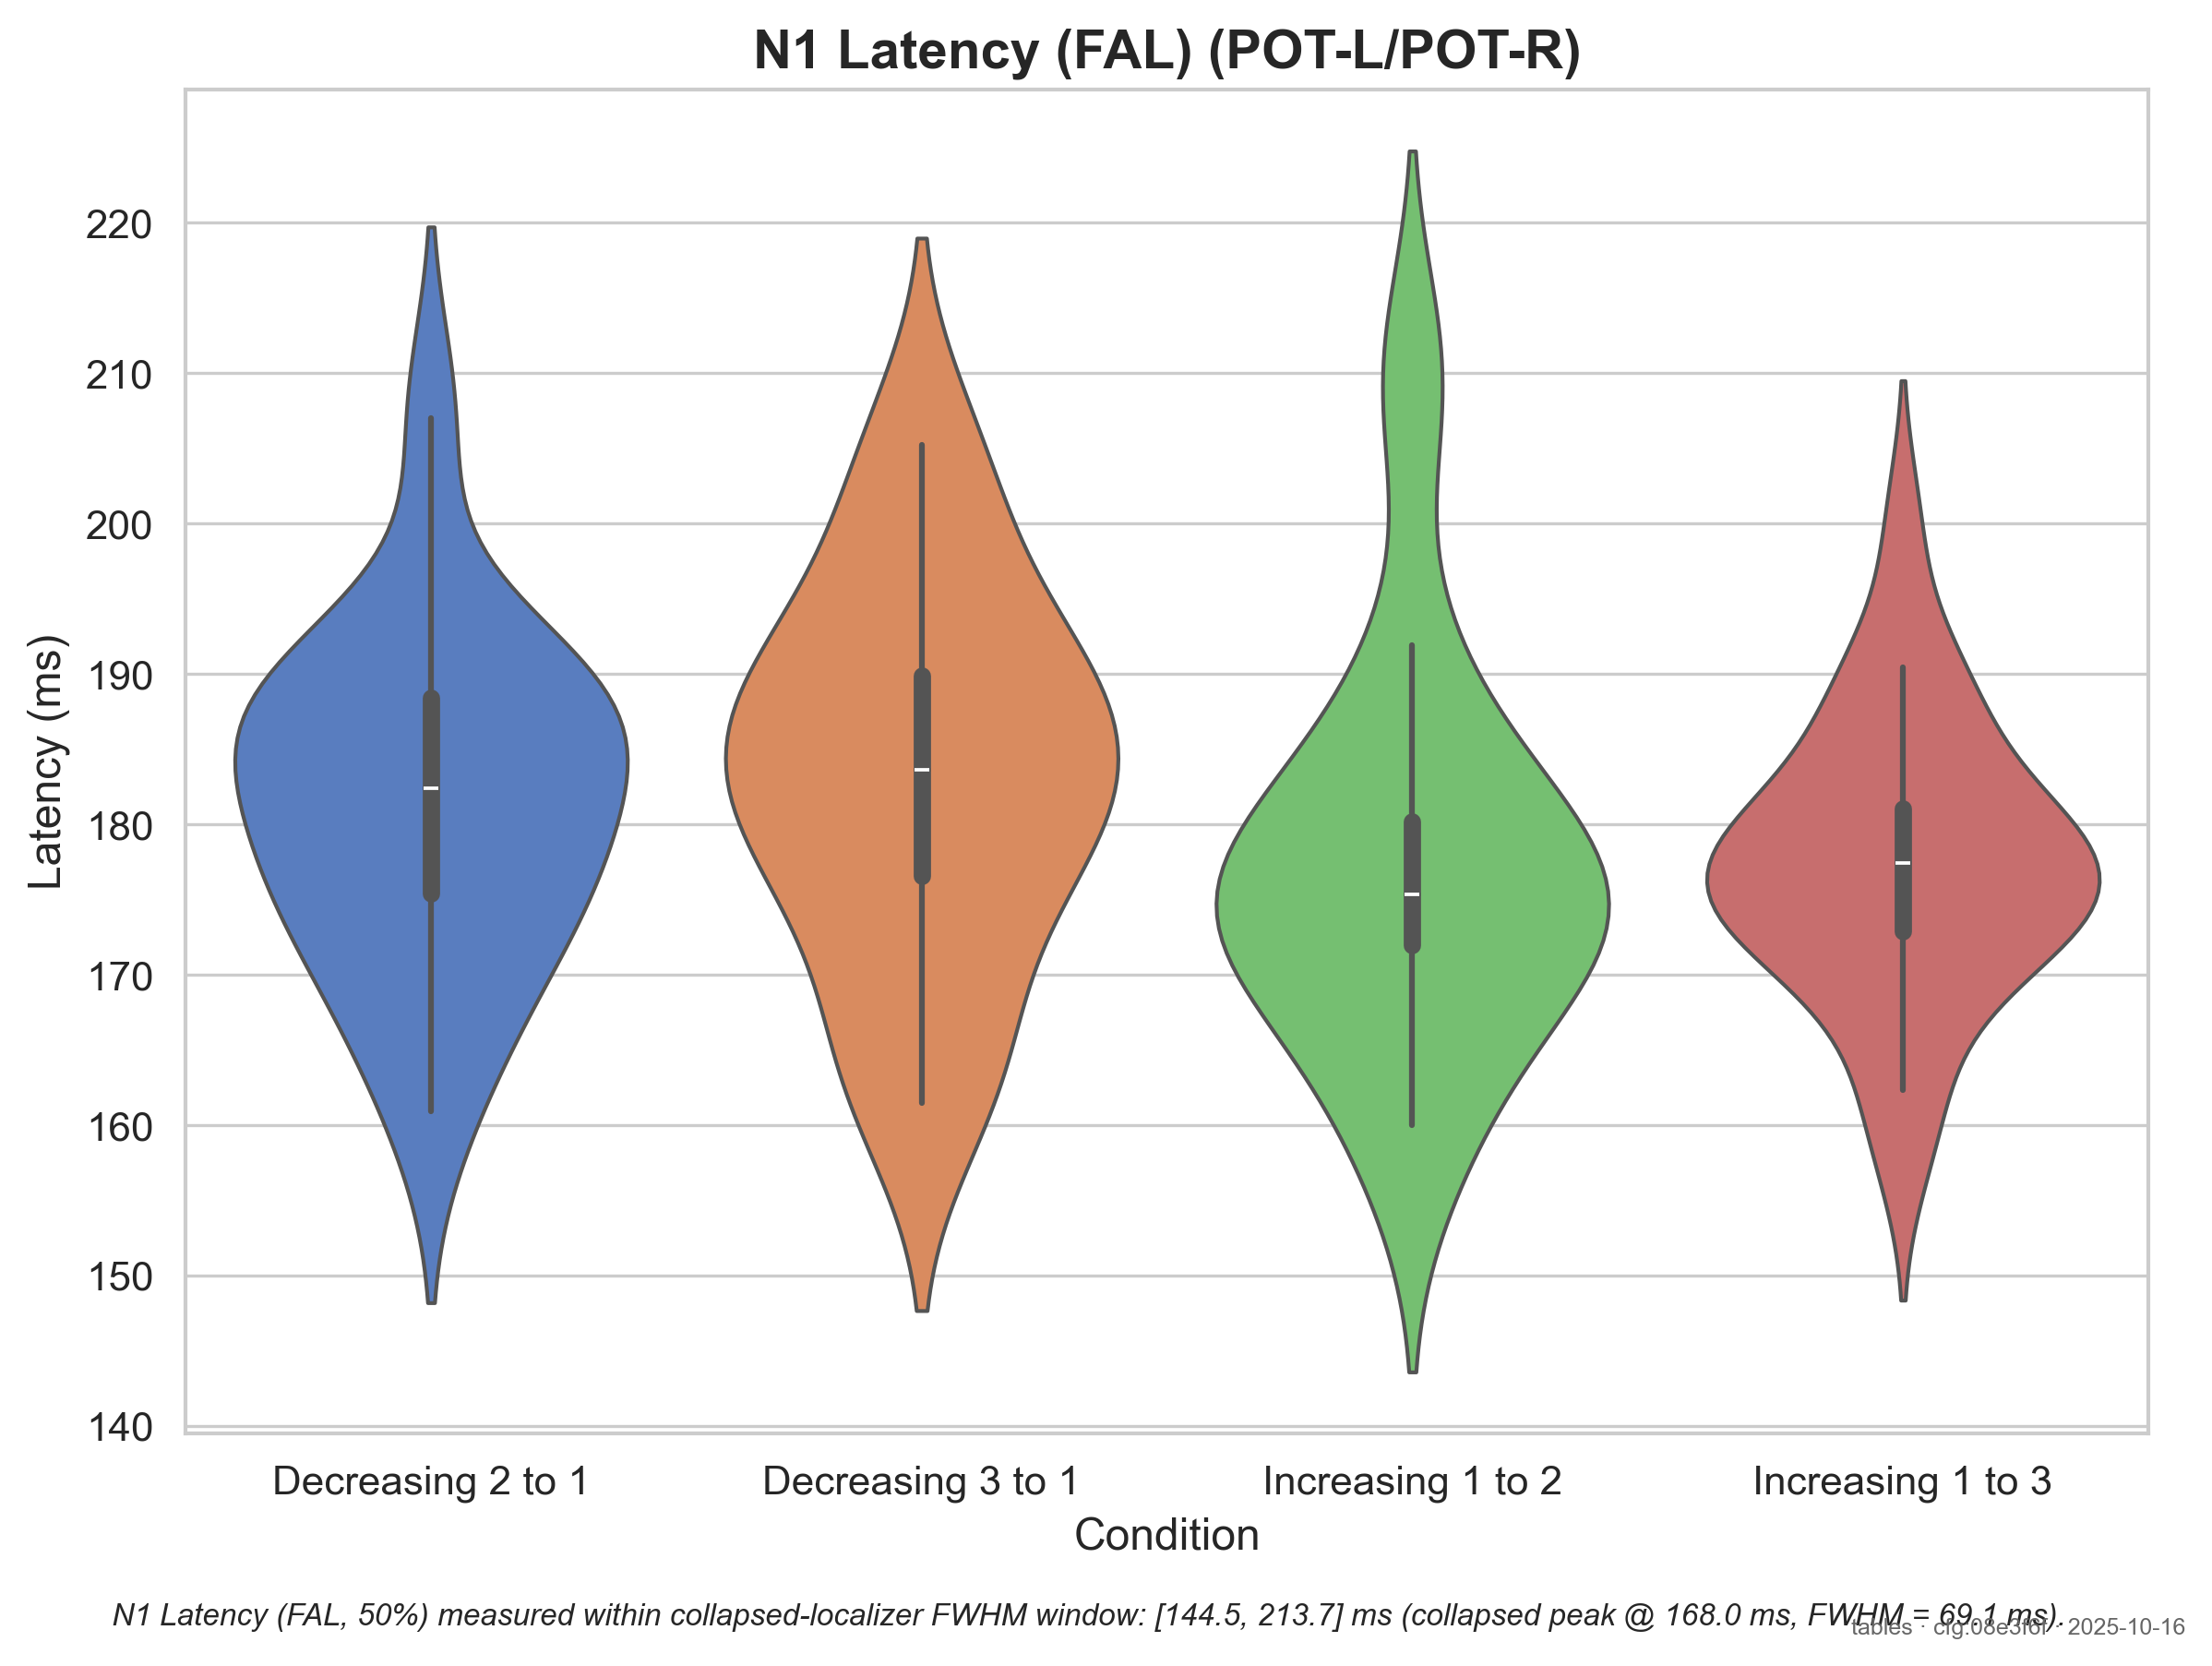 N1 Latency (FAL) (POT-L/POT-R)
Latency (ms)
220
210
200
190
180
170
160
150
140
Decreasing 2 to 1
Decreasing 3 to 1
Increasing 1 to 2
Increasing 1 to 3
Condition
N1 Latency (FAL, 50%) measured within collapsed-localizer FWHM window: [144.5, 213.7] ms (collapsed peak @ 168.0 ms, FWHM = 69.1 ms).
tables · cfg:08e3f6f · 2025-10-16